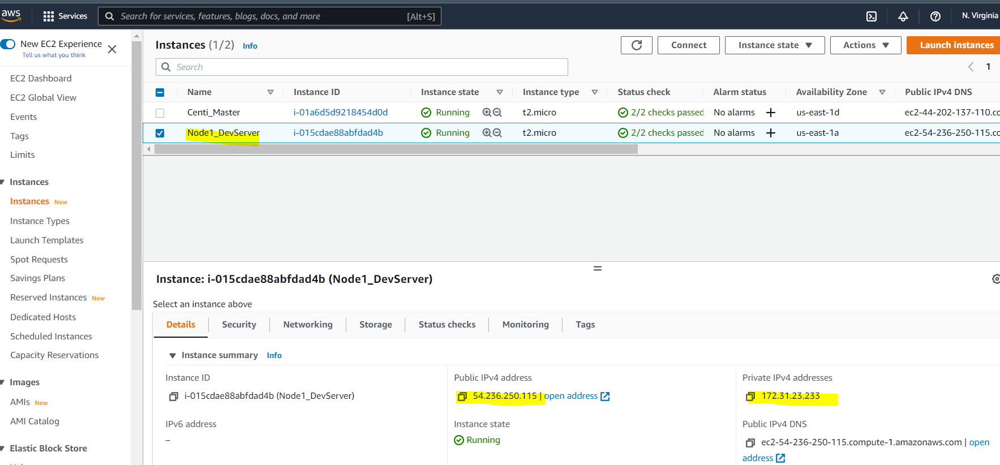 aws Services Search for services, features, blogs, docs, and more [Alt+S] N. Virginia
New EC2 Experience
Tell us what you think
EC2 Dashboard
EC2 Global View
Events
Tags
Limits
Instances
Instances New
Instance Types
Launch Templates
Spot Requests
Savings Plans
Reserved Instances New
Dedicated Hosts
Scheduled Instances
Capacity Reservations
Images
AMIs New
AMI Catalog
Elastic Block Store
Instances (1/2) Info Connect Instance state Actions Launch instances
Search 1
Name Instance ID Instance state Instance type Status check Alarm status Availability Zone Public IPv4 DNS
Centi_Master i-01a6d5d9218454d0d Running t2.micro 2/2 checks passed No alarms us-east-1d ec2-44-202-137-110.co
Node1_DevServer i-015cdae88abfdad4b Running t2.micro 2/2 checks passed No alarms us-east-1a ec2-54-236-250-115.co
Instance: i-015cdae88abfdad4b (Node1_DevServer)
Select an instance above
Details Security Networking Storage Status checks Monitoring Tags
Instance summary Info
Instance ID Public IPv4 address Private IPv4 addresses
i-015cdae88abfdad4b (Node1_DevServer) 54.236.250.115 | open address 172.31.23.233
IPv6 address Instance state Public IPv4 DNS
– Running ec2-54-236-250-115.compute-1.amazonaws.com | open
address